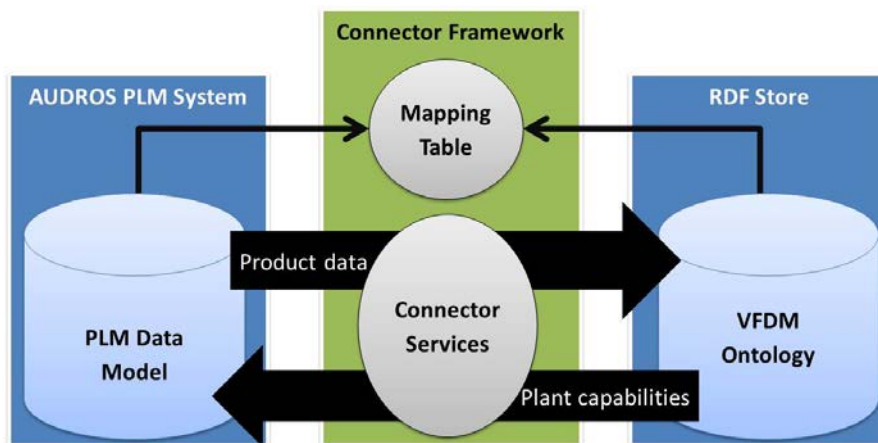 Connector Framework
AUDROS PLM System
RDF Store
Mapping
Table
Product data
Connector
Services
PLM Data
Model
VFDM
Ontology
Plant capabilities